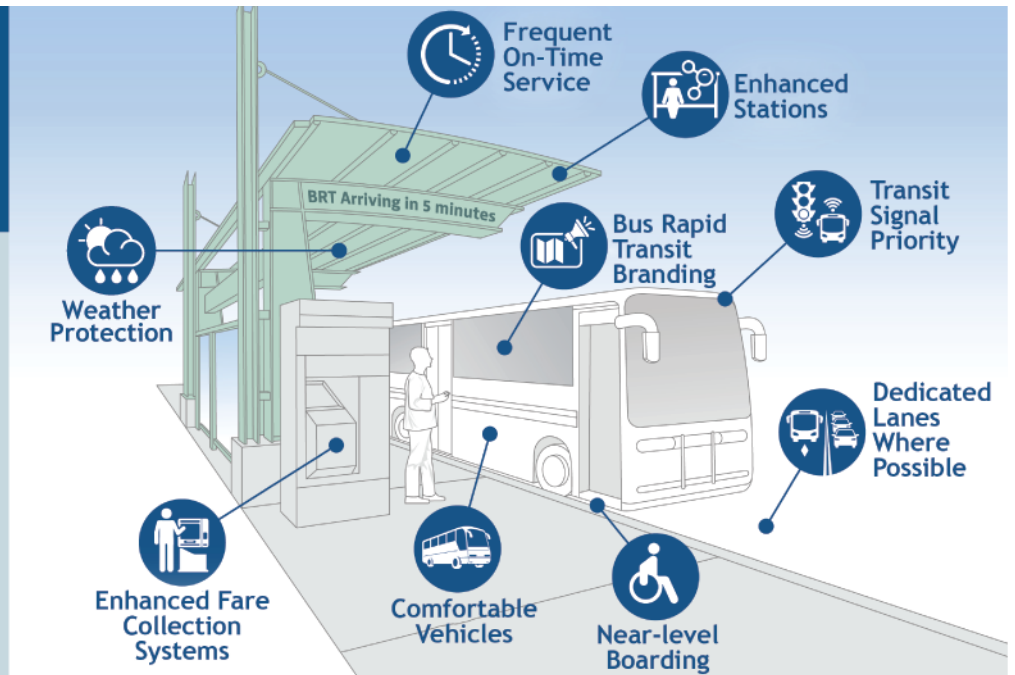 Frequent
On-Time
Service
Enhanced
Stations
BRT Arriving in 5 minutes
Transit
Signal
Priority
Bus Rapid
Transit
Branding
Weather
Protection
Dedicated
Lanes
Where
Possible
Enhanced Fare
Collection
Systems
Comfortable
Vehicles
Near-level
Boarding